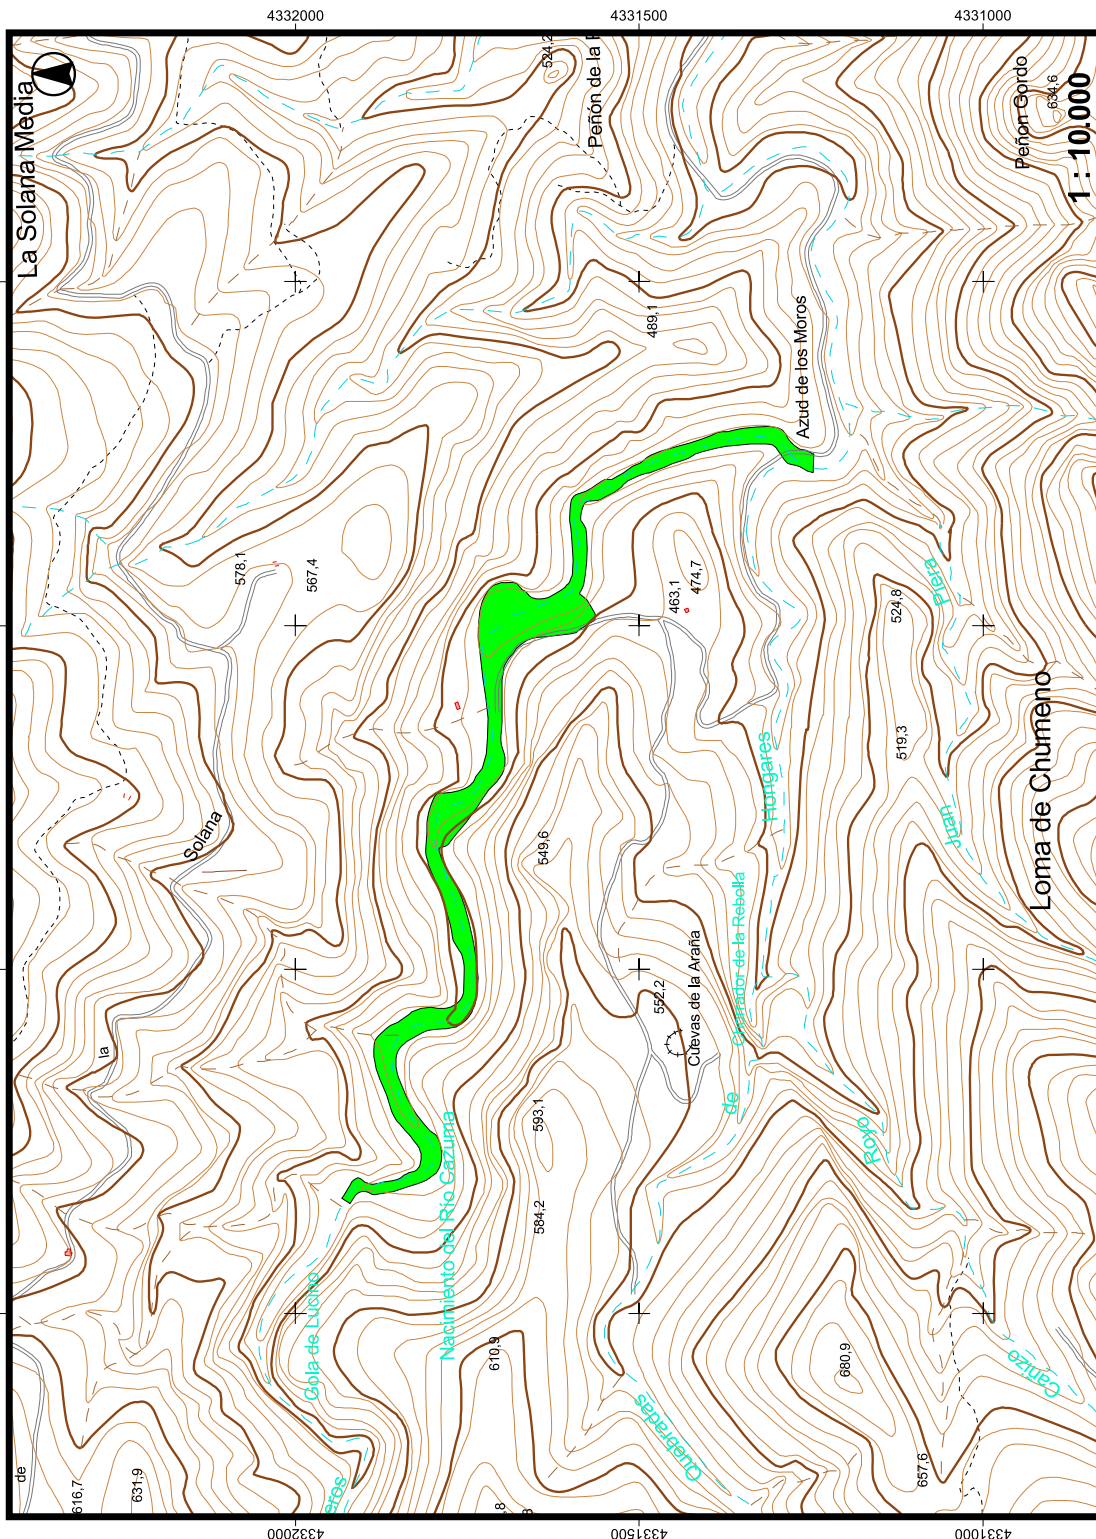 4332000
4331500
4331000
La Solana Media
524,2
Peñón de la
Peñon Gordo
634,6
1 : 10.000
489,1
Azud de los Moros
578,1
567,4
463,1
474,7
524,8
Piera
519,3
Hongares
Juan
Loma de Chumeno
Solana
549,6
Charrador de la Rebolla
Cuevas de la Araña
552,2
la
593,1
de
Royo
Nacimiento del Río Cazuma
584,2
Gola de Lucino
610,9
680,9
Canizo
Quebradas
657,6
de
616,7
631,9
eros
4332000
4331500
4331000